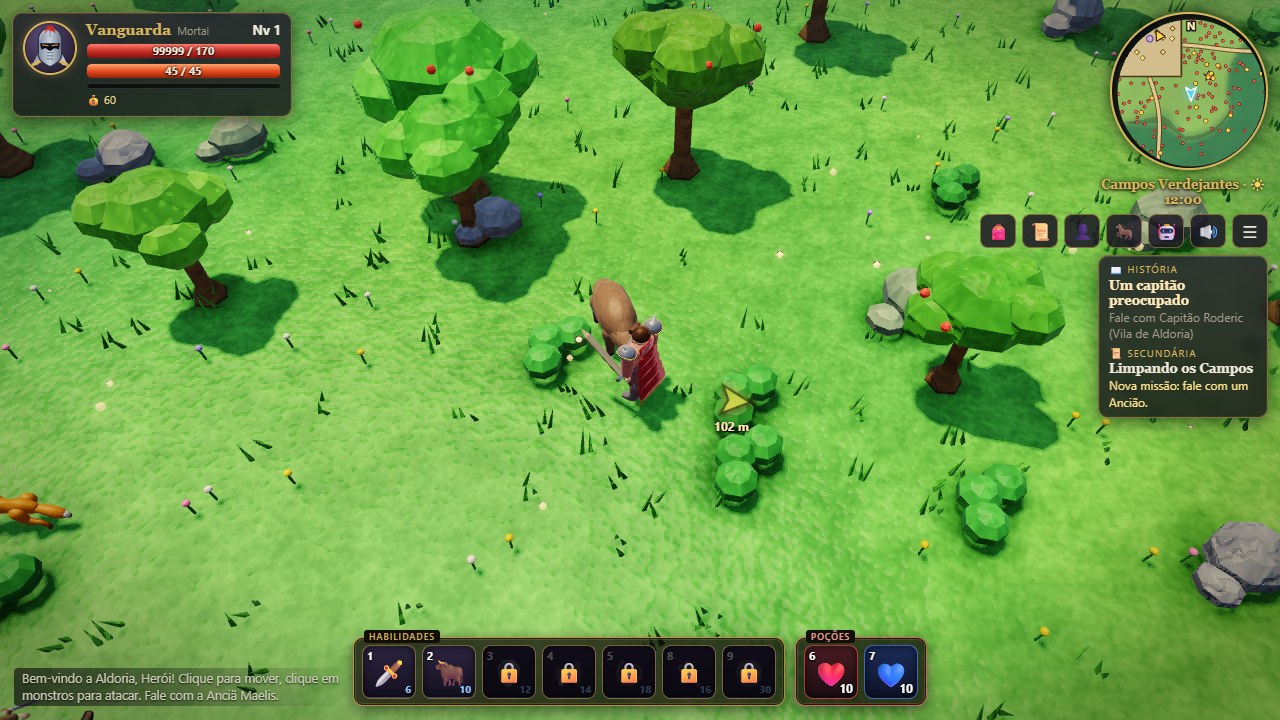 Vanguarda Mortal Nv 1
99999 / 170
45 / 45
60
N
Campos Verdejantes - ☀
12:00
HISTÓRIA
Um capitão
preocupado
Fale com Capitão Roderic
(Vila de Aldoria)
SECUNDÁRIA
Limpando os Campos
Nova missão: fale com um
Ancião.
102 m
Bem-vindo a Aldoria, Herói! Clique para mover, clique em
monstros para atacar. Fale com a Anciã Maelis.
HABILIDADES
1 2 3 4 5 8 9
6 10 12 14 18 16 30
POÇÕES
6 7
10 10